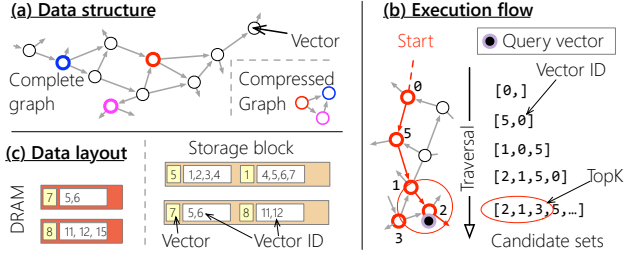 (a) Data structure
Vector
Complete
graph
Compressed
Graph
(c) Data layout
DRAM
7 5,6
8 11, 12, 15
Storage block
5 1,2,3,4 1 4,5,6,7
7 5,6 8 11,12
Vector
Vector ID
(b) Execution flow
Start
Query vector
0
5
1
2
3
Traversal
Vector ID
[0,]
[5,0]
[1,0,5]
[2,1,5,0]
TopK
[2,1,3,5,…]
Candidate sets